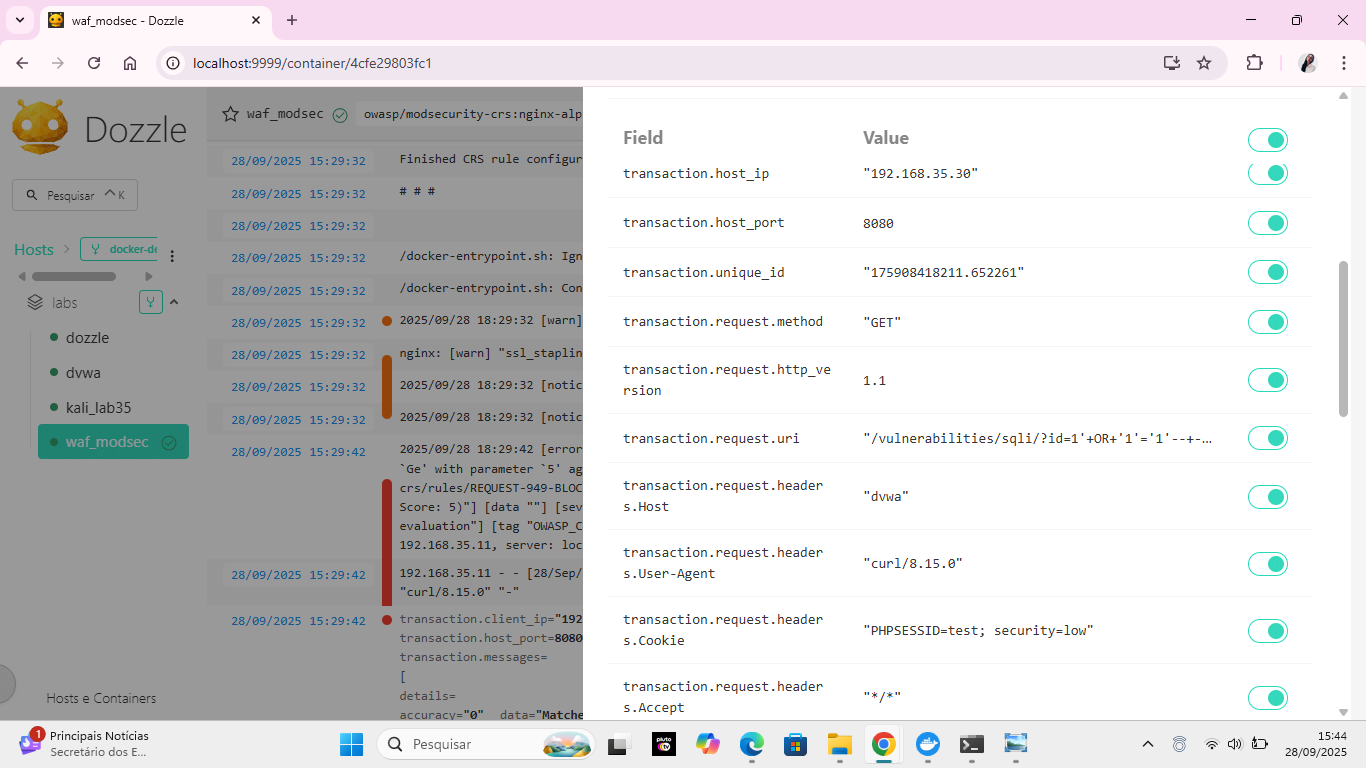 waf_modsec - Dozzle
localhost:9999/container/4cfe29803fc1
Dozzle
Pesquisar ^ K
Hosts
docker-de
labs
dozzle
dvwa
kali_lab35
waf_modsec
Hosts e Containers
waf_modsec
owasp/modsecurity-crs:nginx-alp
28/09/2025 15:29:32 Finished CRS rule configur
28/09/2025 15:29:32 # # #
28/09/2025 15:29:32
28/09/2025 15:29:32 /docker-entrypoint.sh: Ign
28/09/2025 15:29:32 /docker-entrypoint.sh: Con
28/09/2025 15:29:32 2025/09/28 18:29:32 [warn]
28/09/2025 15:29:32 nginx: [warn] "ssl_staplin
28/09/2025 15:29:32 2025/09/28 18:29:32 [notic
28/09/2025 15:29:32 2025/09/28 18:29:32 [notic
28/09/2025 15:29:42 2025/09/28 18:29:42 [error
`Ge' with parameter `5' ag
crs/rules/REQUEST-949-BLOC
Score: 5)"] [data ""] [sev
evaluation"] [tag "OWASP_C
192.168.35.11, server: loc
28/09/2025 15:29:42 192.168.35.11 - - [28/Sep/
"curl/8.15.0" "-"
28/09/2025 15:29:42 transaction.client_ip="192
transaction.host_port=8080
transaction.messages=
[
details=
accuracy="0" data="Matche
Field Value
transaction.host_ip "192.168.35.30"
transaction.host_port 8080
transaction.unique_id "175908418211.652261"
transaction.request.method "GET"
transaction.request.http_ve
rsion 1.1
transaction.request.uri "/vulnerabilities/sqli/?id=1'+OR+'1'='1'--+-…
transaction.request.header
s.Host "dvwa"
transaction.request.header
s.User-Agent "curl/8.15.0"
transaction.request.header
s.Cookie "PHPSESSID=test; security=low"
transaction.request.header
s.Accept "*/*"
1
Principais Notícias
Secretário dos E...
Pesquisar
pluto tv
15:44
28/09/2025